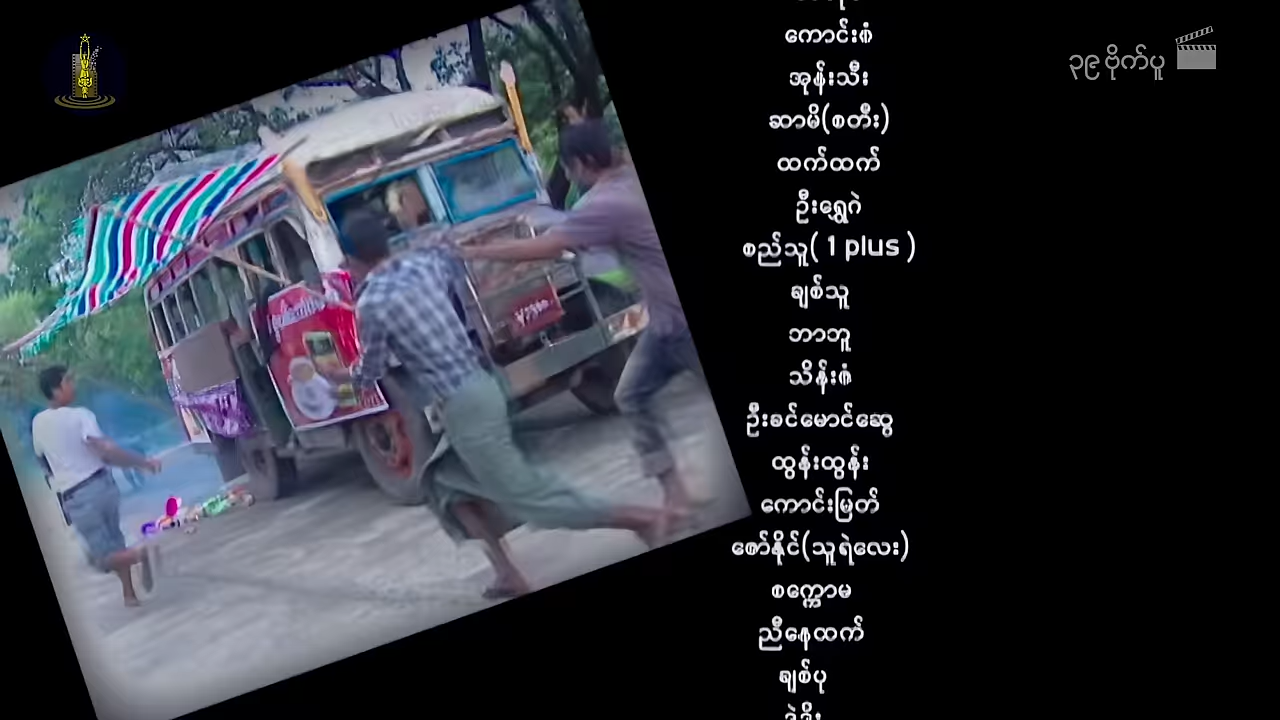 ၃၉ဗိုက်ပူ
ကောင်းစံ
အုန်းသီး
ဆာမိ(စတီး)
ထက်ထက်
ဦးရွှေဂဲ
စည်သူ( 1 plus )
ချစ်သူ
ဘာဘူ
သိန်းဇံ
ဦးခင်မောင်ဆွေ
ထွန်းထွန်း
ကောင်းမြတ်
ဇော်နိုင်(သူရဲလေး)
စက္ကောမ
ညီနေထက်
ချစ်ပု